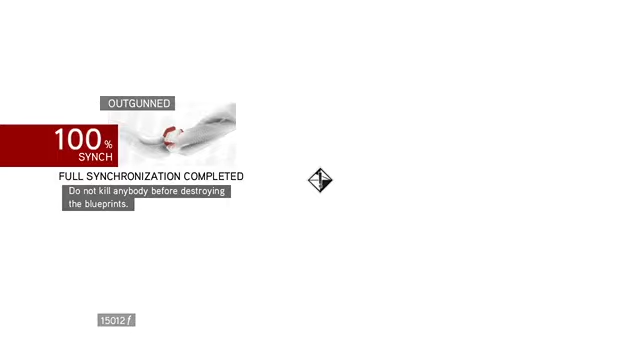 OUTGUNNED
100 %
SYNCH
FULL SYNCHRONIZATION COMPLETED
Do not kill anybody before destroying
the blueprints.
15012 f